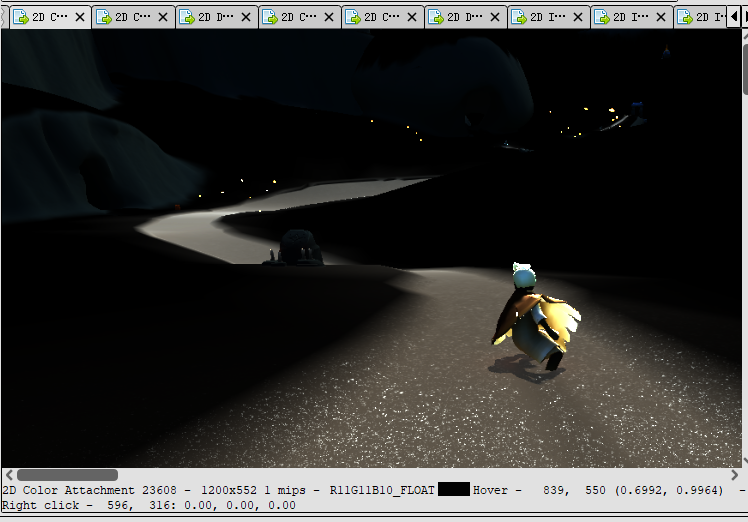 2D C··· 2D C··· 2D D··· 2D C··· 2D C··· 2D D··· 2D I··· 2D I··· 2D I
2D Color Attachment 23608 - 1200x552 1 mips - R11G11B10_FLOAT Hover - 839, 550 (0.6992, 0.9964) -
Right click - 596, 316: 0.00, 0.00, 0.00